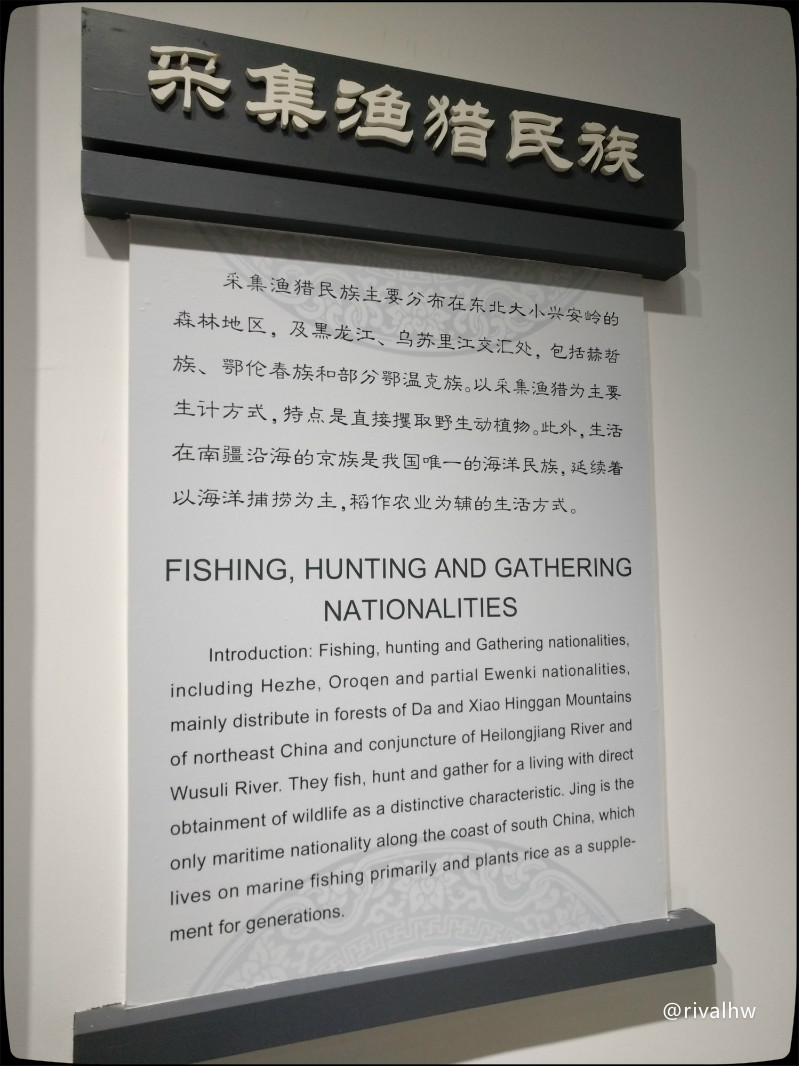 采集渔猎民族
采集渔猎民族主要分布在东北大小兴安岭的
森林地区，及黑龙江、乌苏里江交汇处，包括赫哲
族、鄂伦春族和部分鄂温克族。以采集渔猎为主要
生计方式，特点是直接攫取野生动植物。此外，生活
在南疆沿海的京族是我国唯一的海洋民族，延续着
以海洋捕捞为主，稻作农业为辅的生活方式。
FISHING, HUNTING AND GATHERING
NATIONALITIES
Introduction: Fishing, hunting and Gathering nationalities,
including Hezhe, Oroqen and partial Ewenki nationalities,
mainly distribute in forests of Da and Xiao Hinggan Mountains
of northeast China and conjuncture of Heilongjiang River and
Wusuli River. They fish, hunt and gather for a living with direct
obtainment of wildlife as a distinctive characteristic. Jing is the
only maritime nationality along the coast of south China, which
lives on marine fishing primarily and plants rice as a supple-
ment for generations.
@rivalhw